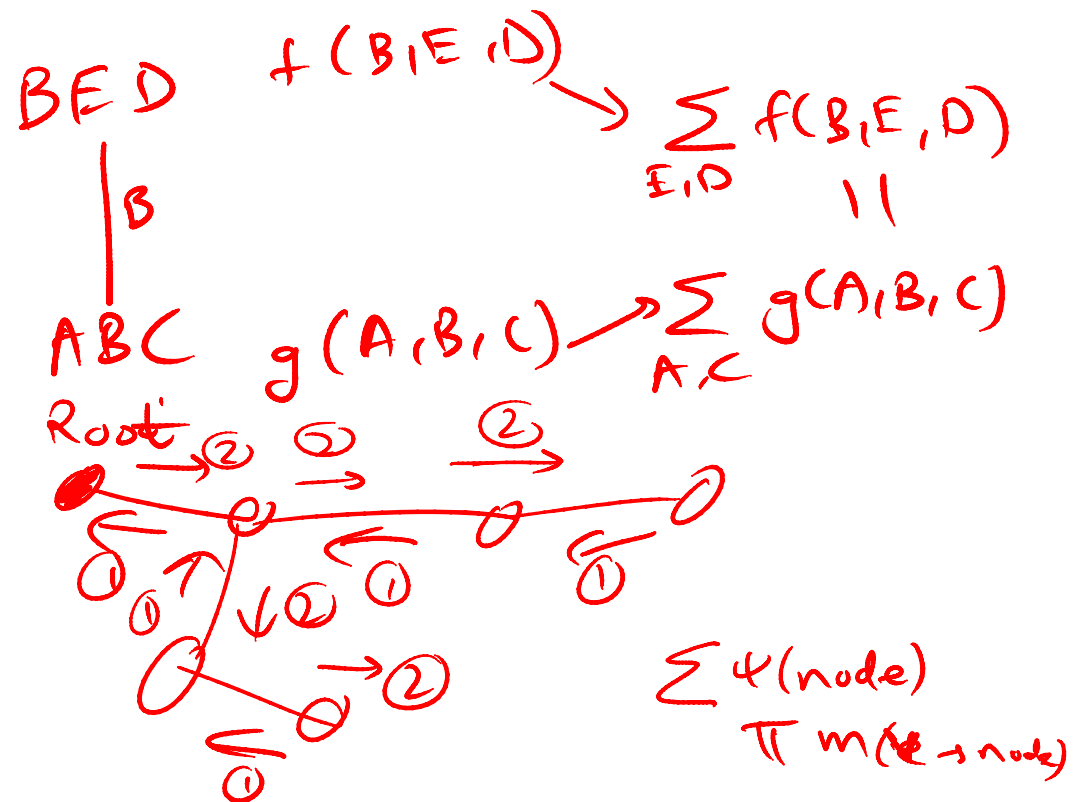 BED f(B,E,D)
∑ f(B,E,D)
E,D
B
||
ABC g(A,B,C) ∑ g(A,B,C)
A,C
Root
② ② ②
① ① ①
① ②
②
①
∑ ψ(node)
π m( → node)